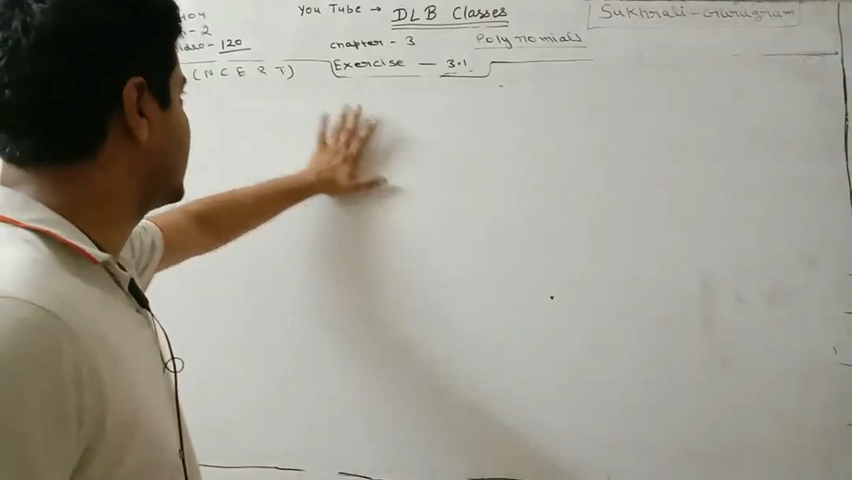 You Tube → DLB Classes
Sukhrali-Gurugram
120
chapter - 3 Polynomials
(NCERT) Exercise - 3.1